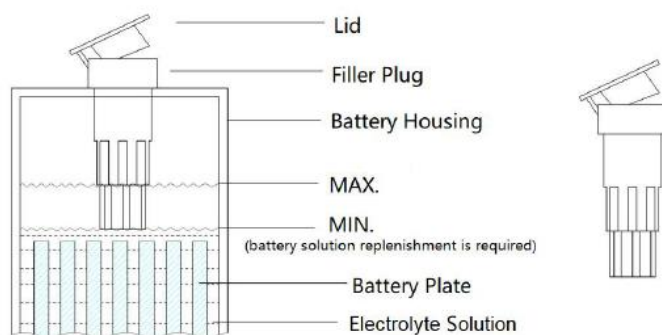 Lid
Filler Plug
Battery Housing
MAX.
MIN.
(battery solution replenishment is required)
Battery Plate
Electrolyte Solution